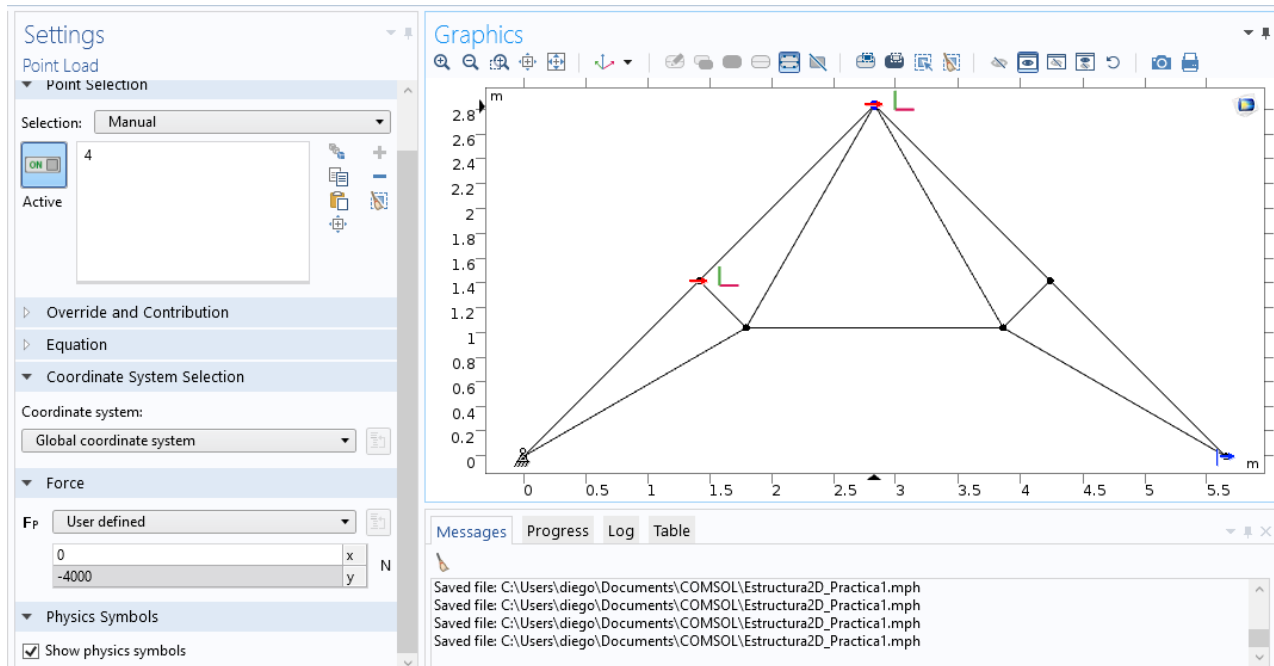 Settings
Point Load
Point Selection
Selection:
Manual
ON
Active
4
Override and Contribution
Equation
Coordinate System Selection
Coordinate system:
Global coordinate system
Force
FP
User defined
0
x
-4000
y
N
Physics Symbols
Show physics symbols
Graphics
m
2.8
2.6
2.4
2.2
2
1.8
1.6
1.4
1.2
1
0.8
0.6
0.4
0.2
0
m
0 0.5 1 1.5 2 2.5 3 3.5 4 4.5 5 5.5
Messages Progress Log Table
Saved file: C:\Users\diego\Documents\COMSOL\Estructura2D_Practica1.mph
Saved file: C:\Users\diego\Documents\COMSOL\Estructura2D_Practica1.mph
Saved file: C:\Users\diego\Documents\COMSOL\Estructura2D_Practica1.mph
Saved file: C:\Users\diego\Documents\COMSOL\Estructura2D_Practica1.mph